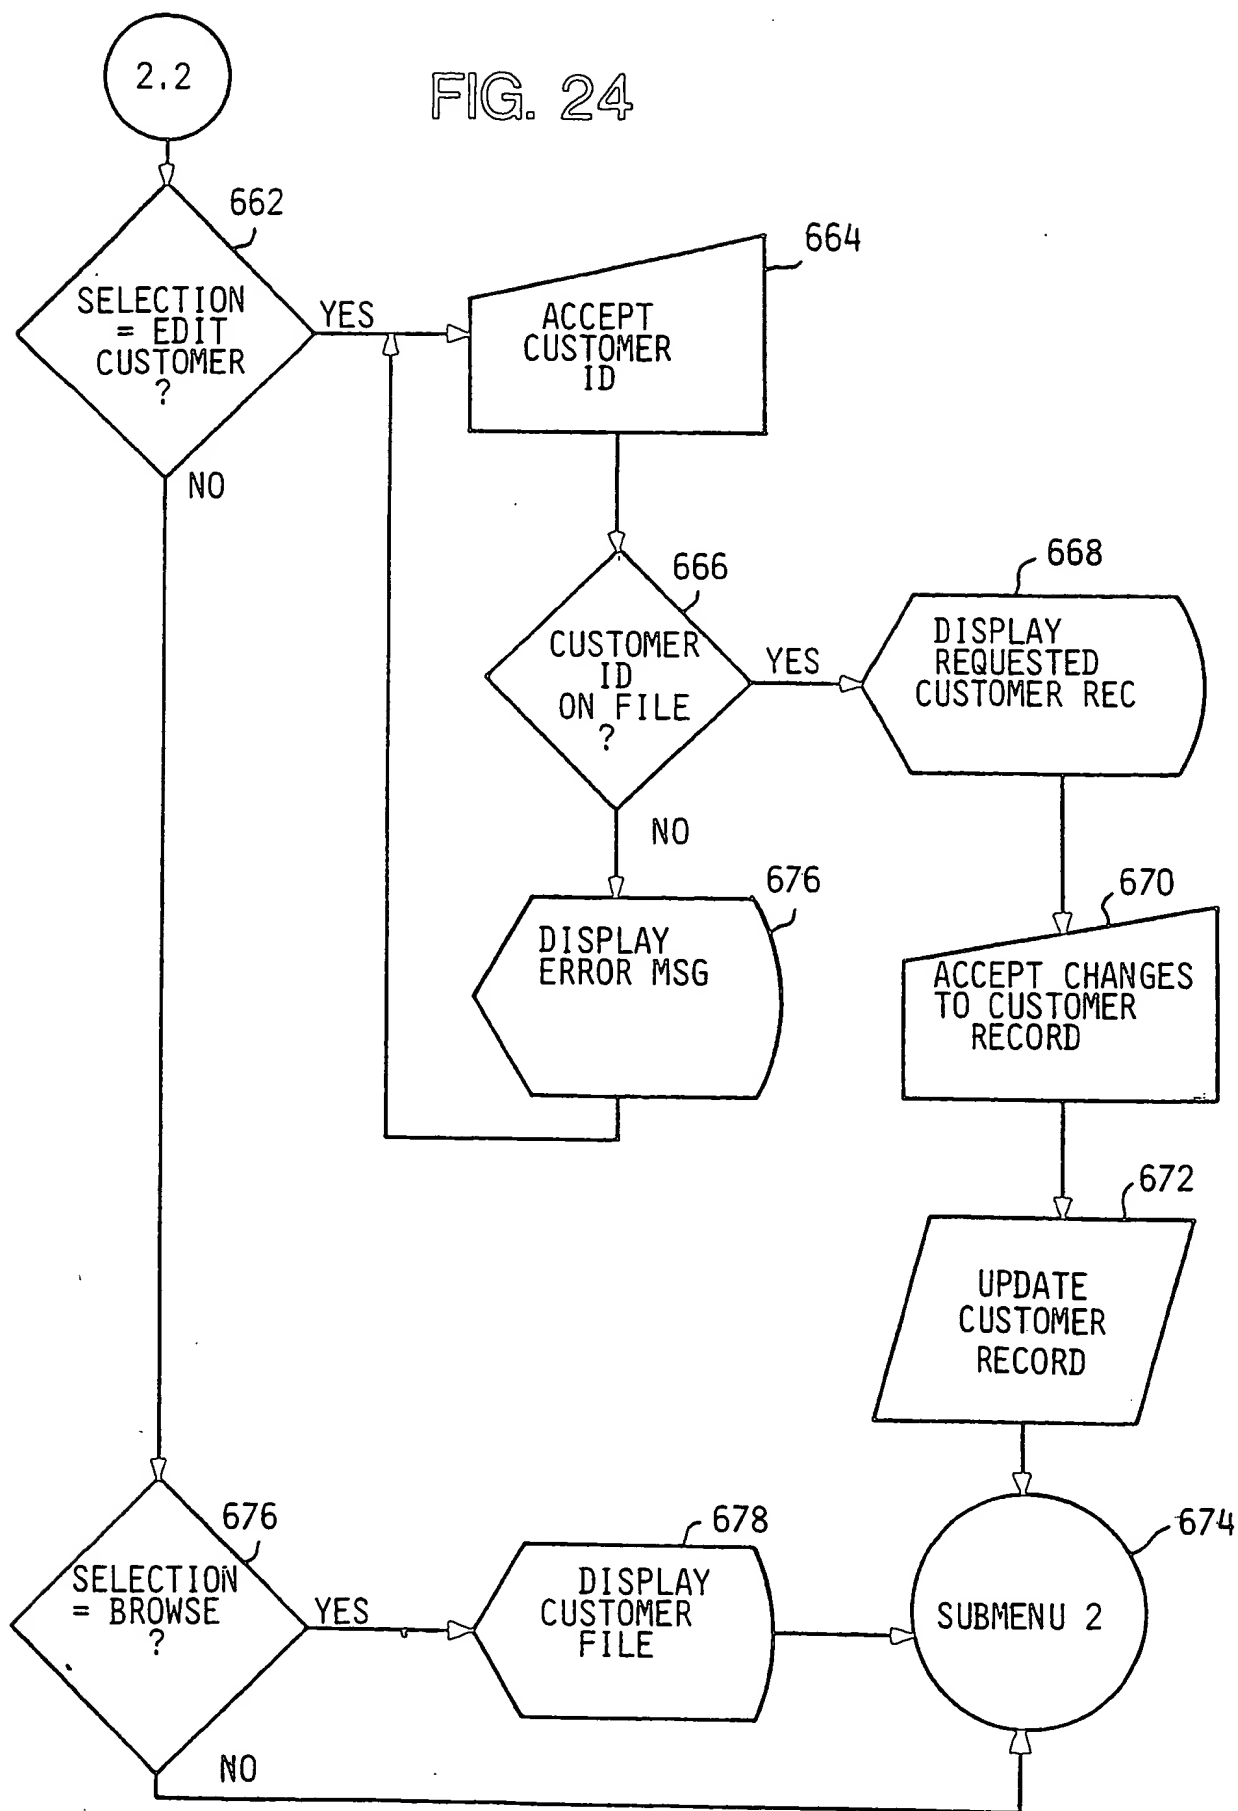 2.2
FIG. 24
662
SELECTION
= EDIT
CUSTOMER
?
YES
NO
664
ACCEPT
CUSTOMER
ID
666
CUSTOMER
ID
ON FILE
?
YES
NO
668
DISPLAY
REQUESTED
CUSTOMER REC
676
DISPLAY
ERROR MSG
670
ACCEPT CHANGES
TO CUSTOMER
RECORD
672
UPDATE
CUSTOMER
RECORD
676
SELECTION
= BROWSE
?
YES
NO
678
DISPLAY
CUSTOMER
FILE
674
SUBMENU 2